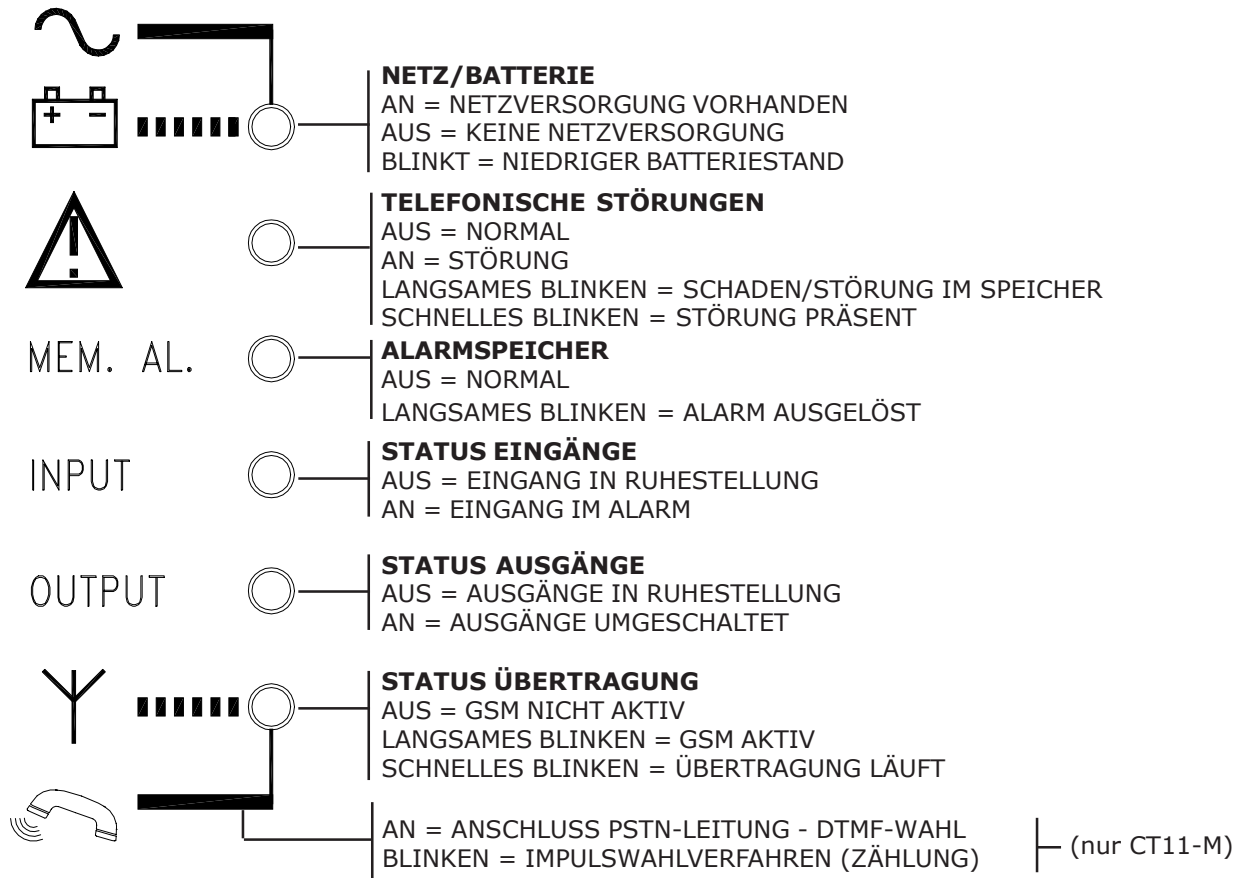 NETZ/BATTERIE
AN = NETZVERSORGUNG VORHANDEN
AUS = KEINE NETZVERSORGUNG
BLINKT = NIEDRIGER BATTERIESTAND
TELEFONISCHE STÖRUNGEN
AUS = NORMAL
AN = STÖRUNG
LANGSAMES BLINKEN = SCHADEN/STÖRUNG IM SPEICHER
SCHNELLES BLINKEN = STÖRUNG PRÄSENT
MEM. AL.
ALARMSPEICHER
AUS = NORMAL
LANGSAMES BLINKEN = ALARM AUSGELÖST
INPUT
STATUS EINGÄNGE
AUS = EINGANG IN RUHESTELLUNG
AN = EINGANG IM ALARM
OUTPUT
STATUS AUSGÄNGE
AUS = AUSGÄNGE IN RUHESTELLUNG
AN = AUSGÄNGE UMGESCHALTET
STATUS ÜBERTRAGUNG
AUS = GSM NICHT AKTIV
LANGSAMES BLINKEN = GSM AKTIV
SCHNELLES BLINKEN = ÜBERTRAGUNG LÄUFT
AN = ANSCHLUSS PSTN-LEITUNG - DTMF-WAHL
BLINKEN = IMPULSWAHLVERFAHREN (ZÄHLUNG)
(nur CT11-M)